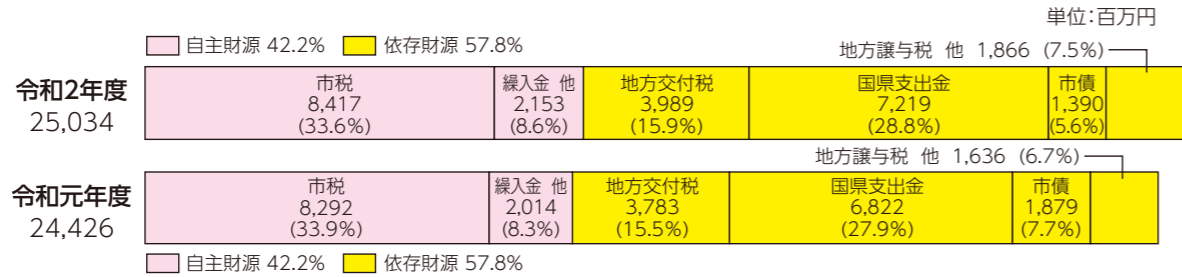 単位:百万円
自主財源 42.2% 依存財源 57.8%
地方譲与税 他 1,866 (7.5%)
令和2年度
25,034
市税
8,417
(33.6%)
繰入金 他
2,153
(8.6%)
地方交付税
3,989
(15.9%)
国県支出金
7,219
(28.8%)
市債
1,390
(5.6%)
地方譲与税 他 1,636 (6.7%)
令和元年度
24,426
市税
8,292
(33.9%)
繰入金 他
2,014
(8.3%)
地方交付税
3,783
(15.5%)
国県支出金
6,822
(27.9%)
市債
1,879
(7.7%)
自主財源 42.2% 依存財源 57.8%